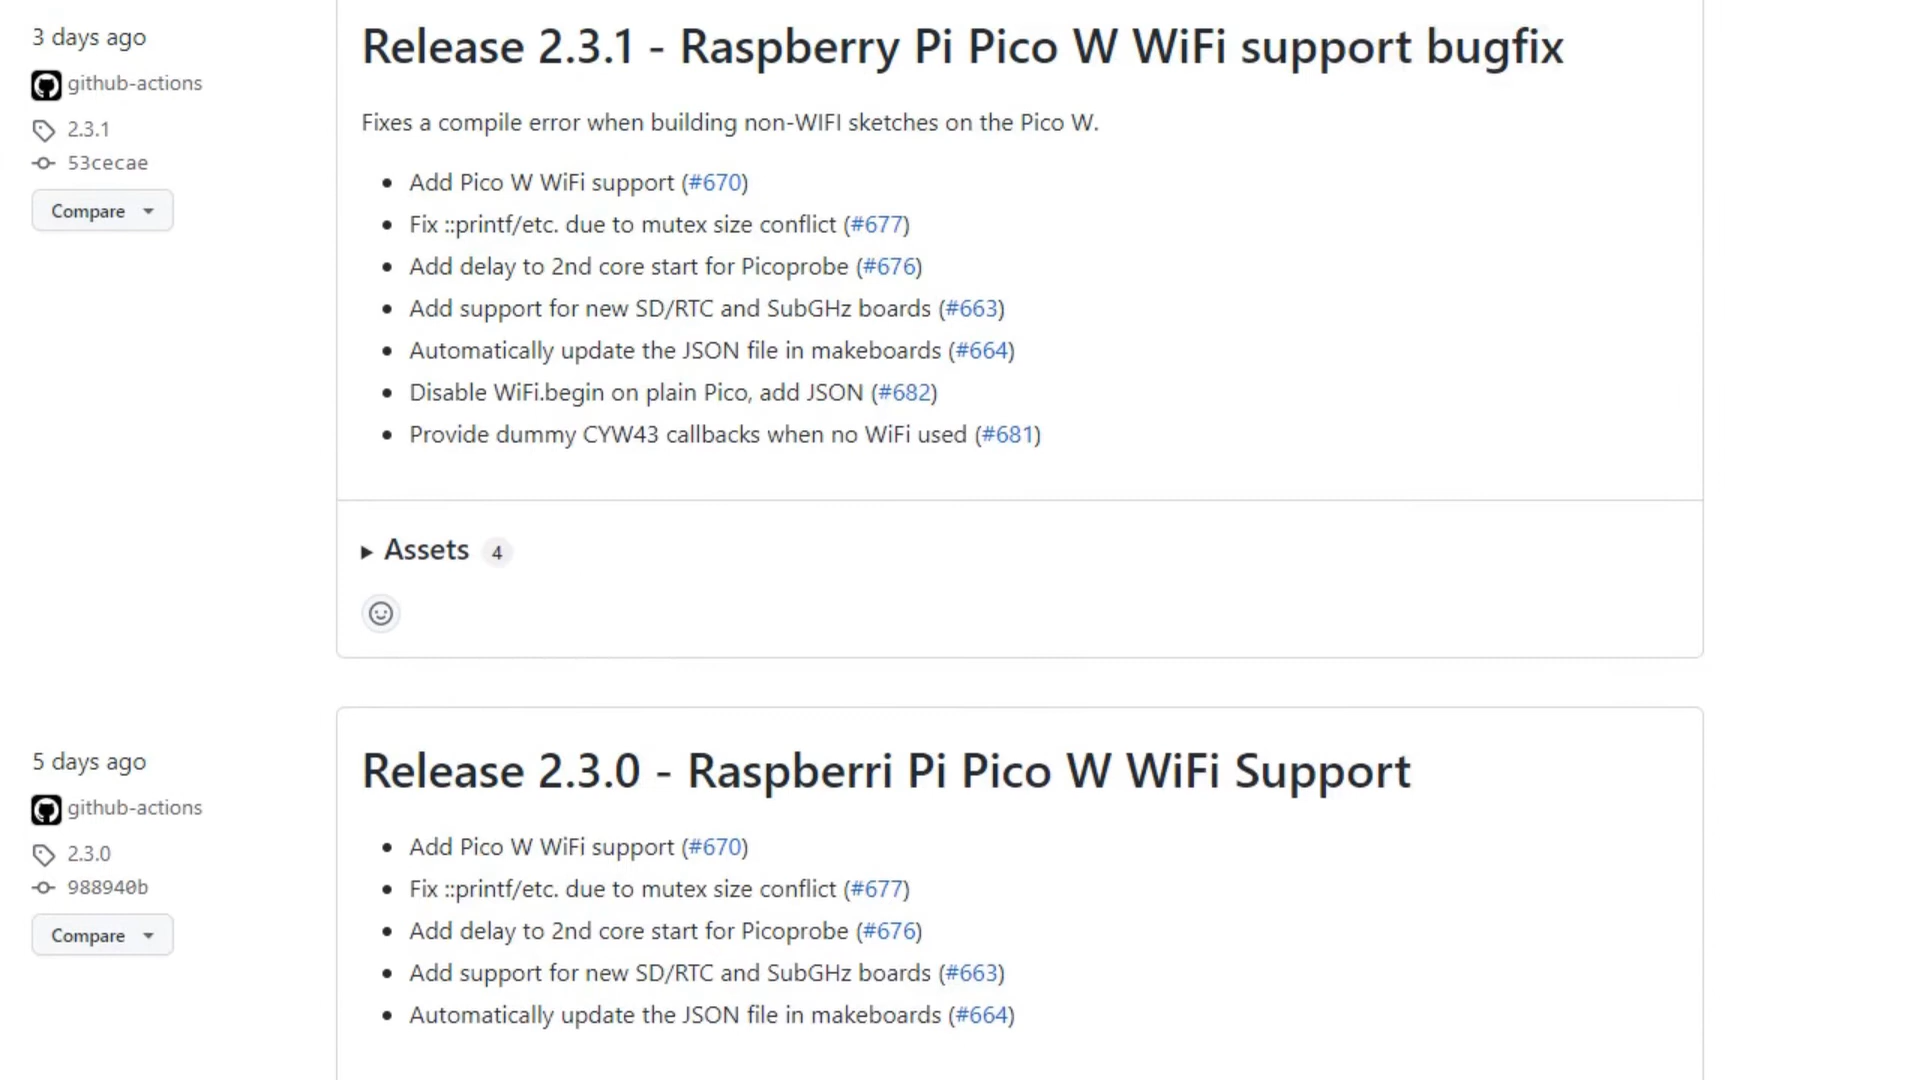 3 days ago
github-actions
2.3.1
53cecae
Compare
Release 2.3.1 - Raspberry Pi Pico W WiFi support bugfix
Fixes a compile error when building non-WIFI sketches on the Pico W.
Add Pico W WiFi support (#670)
Fix ::printf/etc. due to mutex size conflict (#677)
Add delay to 2nd core start for Picoprobe (#676)
Add support for new SD/RTC and SubGHz boards (#663)
Automatically update the JSON file in makeboards (#664)
Disable WiFi.begin on plain Pico, add JSON (#682)
Provide dummy CYW43 callbacks when no WiFi used (#681)
Assets 4
5 days ago
github-actions
2.3.0
988940b
Compare
Release 2.3.0 - Raspberri Pi Pico W WiFi Support
Add Pico W WiFi support (#670)
Fix ::printf/etc. due to mutex size conflict (#677)
Add delay to 2nd core start for Picoprobe (#676)
Add support for new SD/RTC and SubGHz boards (#663)
Automatically update the JSON file in makeboards (#664)